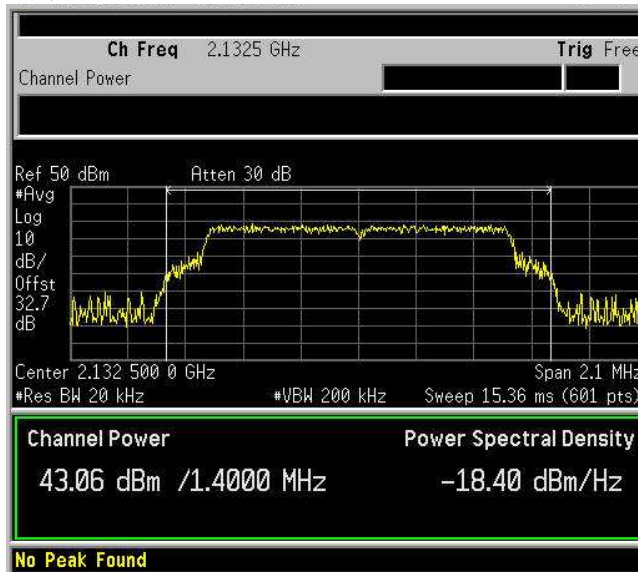 Ch Freq 2.1325 GHz Trig Free
Channel Power
Ref 50 dBm Atten 30 dB
#Avg
Log
10
dB/
Offst
32.7
dB
Center 2.132 500 0 GHz Span 2.1 MHz
#Res BW 20 kHz #VBW 200 kHz Sweep 15.36 ms (601 pts)
Channel Power Power Spectral Density
43.06 dBm /1.4000 MHz -18.40 dBm/Hz
No Peak Found